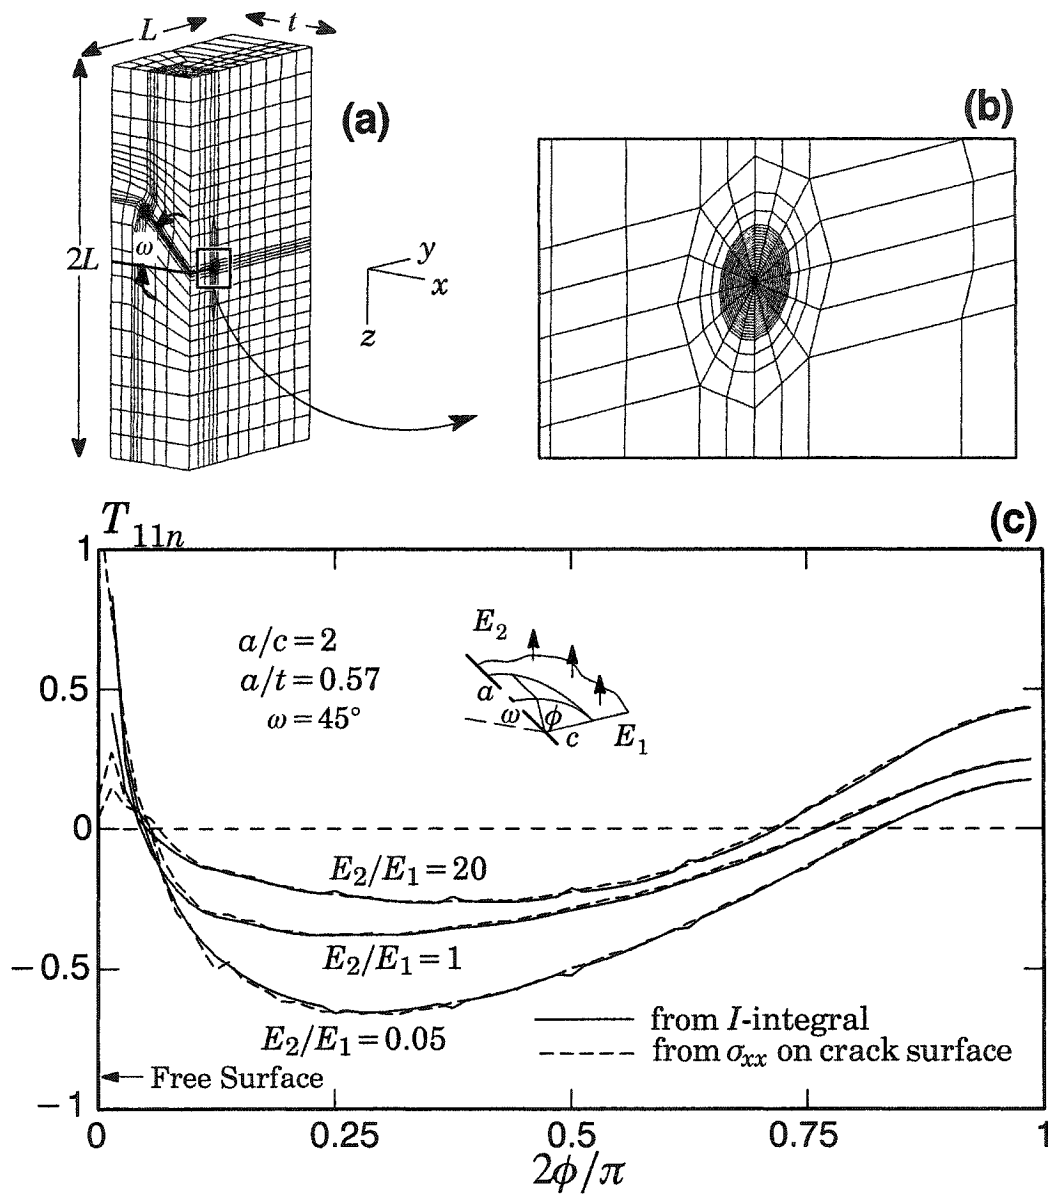 L
t
(a)
(b)
ω
2L
y
x
z
T11n
(c)
1
a/c = 2
E2
a/t = 0.57
0.5
a
ω = 45°
ω
ϕ
c
E1
0
E2/E1 = 20
E2/E1 = 1
−0.5
E2/E1 = 0.05
from I-integral
from σxx on crack surface
Free Surface
−1
0
0.25
0.5
0.75
1
2ϕ/π